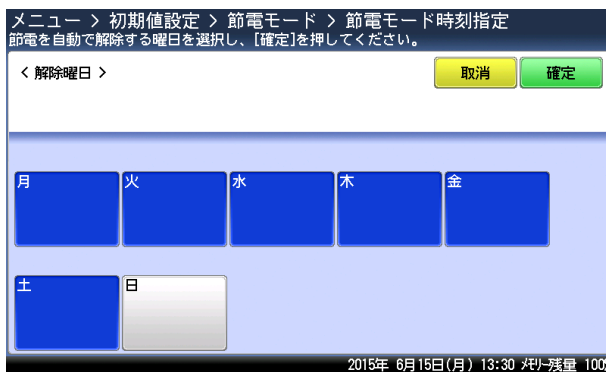 メニュー > 初期値設定 > 節電モード > 節電モード時刻指定
節電を自動で解除する曜日を選択し、[確定]を押してください。
< 解除曜日 > 取消 確定
月 火 水 木 金
土 日
2015年 6月15日(月) 13:30 メモリー残量 100